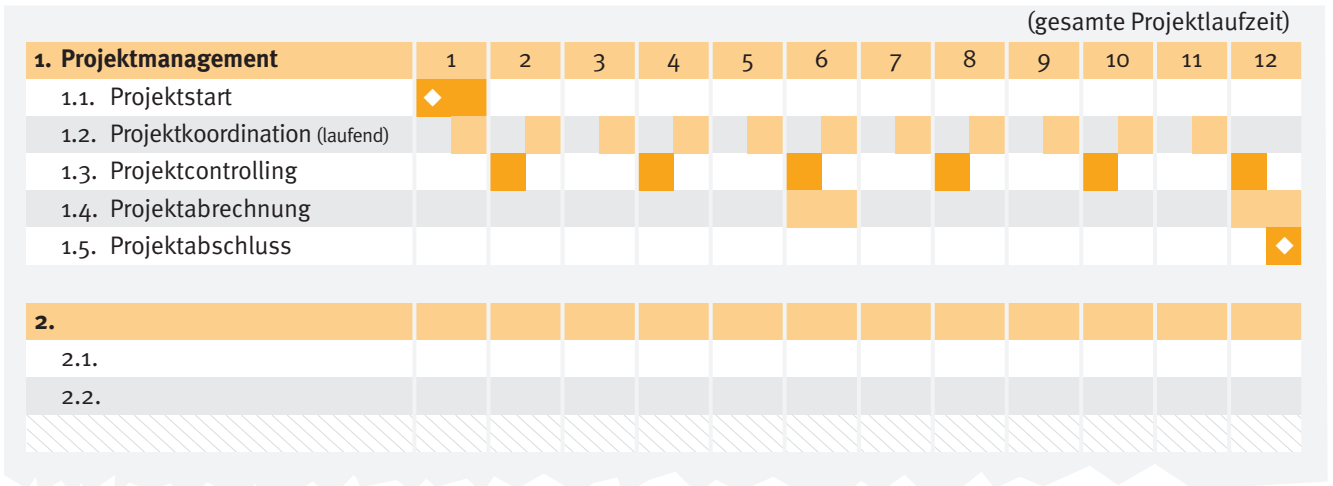 (gesamte Projektlaufzeit)
1. Projektmanagement 1 2 3 4 5 6 7 8 9 10 11 12
1.1. Projektstart
1.2. Projektkoordination (laufend)
1.3. Projektcontrolling
1.4. Projektabrechnung
1.5. Projektabschluss
2.
2.1.
2.2.